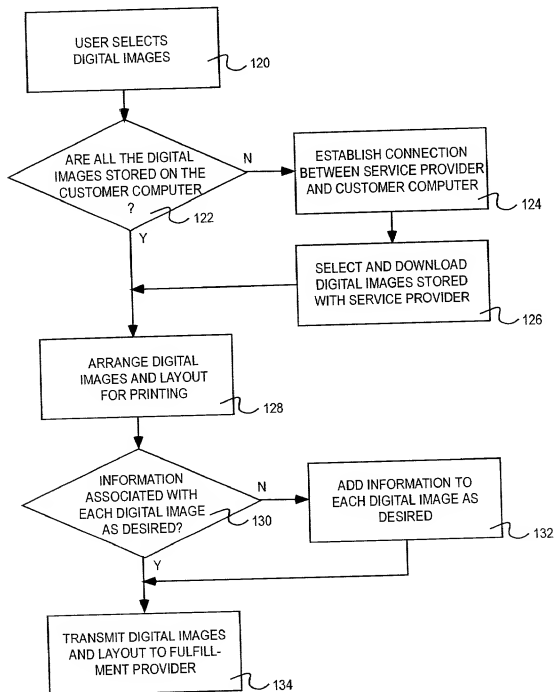 USER SELECTS
DIGITAL IMAGES
120
ARE ALL THE DIGITAL
IMAGES STORED ON THE
CUSTOMER COMPUTER
?
122
N
Y
ESTABLISH CONNECTION
BETWEEN SERVICE PROVIDER
AND CUSTOMER COMPUTER
124
SELECT AND DOWNLOAD
DIGITAL IMAGES STORED
WITH SERVICE PROVIDER
126
ARRANGE DIGITAL
IMAGES AND LAYOUT
FOR PRINTING
128
INFORMATION
ASSOCIATED WITH
EACH DIGITAL IMAGE
AS DESIRED?
130
N
Y
ADD INFORMATION TO
EACH DIGITAL IMAGE AS
DESIRED
132
TRANSMIT DIGITAL IMAGES
AND LAYOUT TO FULFILL-
MENT PROVIDER
134